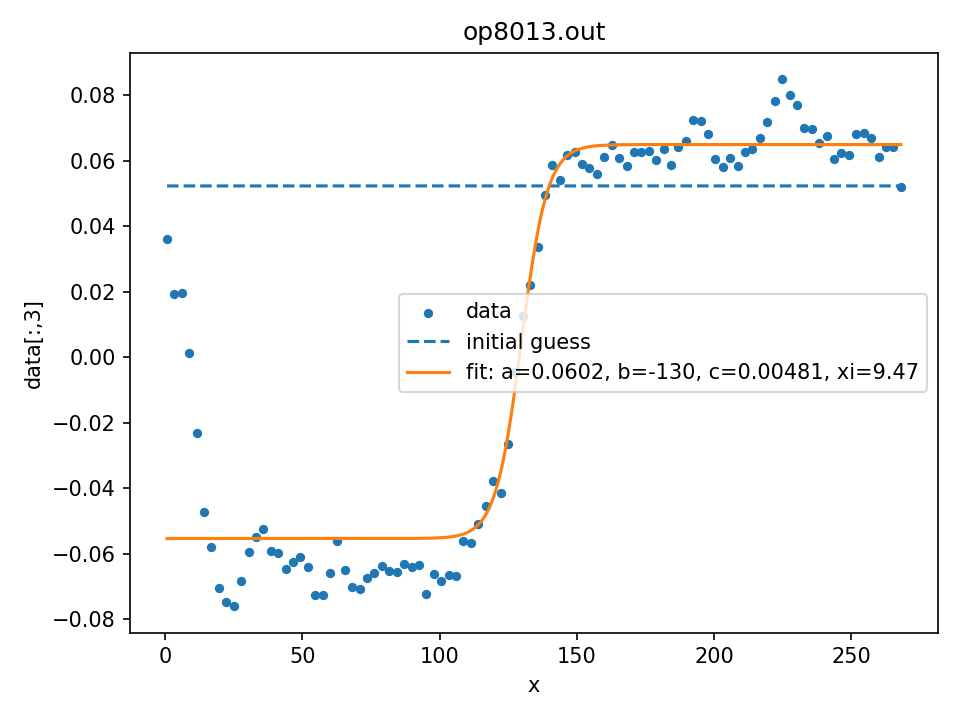 op8013.out
data[:,3]
0.08
0.06
0.04
0.02
0.00
−0.02
−0.04
−0.06
−0.08
data
initial guess
fit: a=0.0602, b=-130, c=0.00481, xi=9.47
0 50 100 150 200 250
x